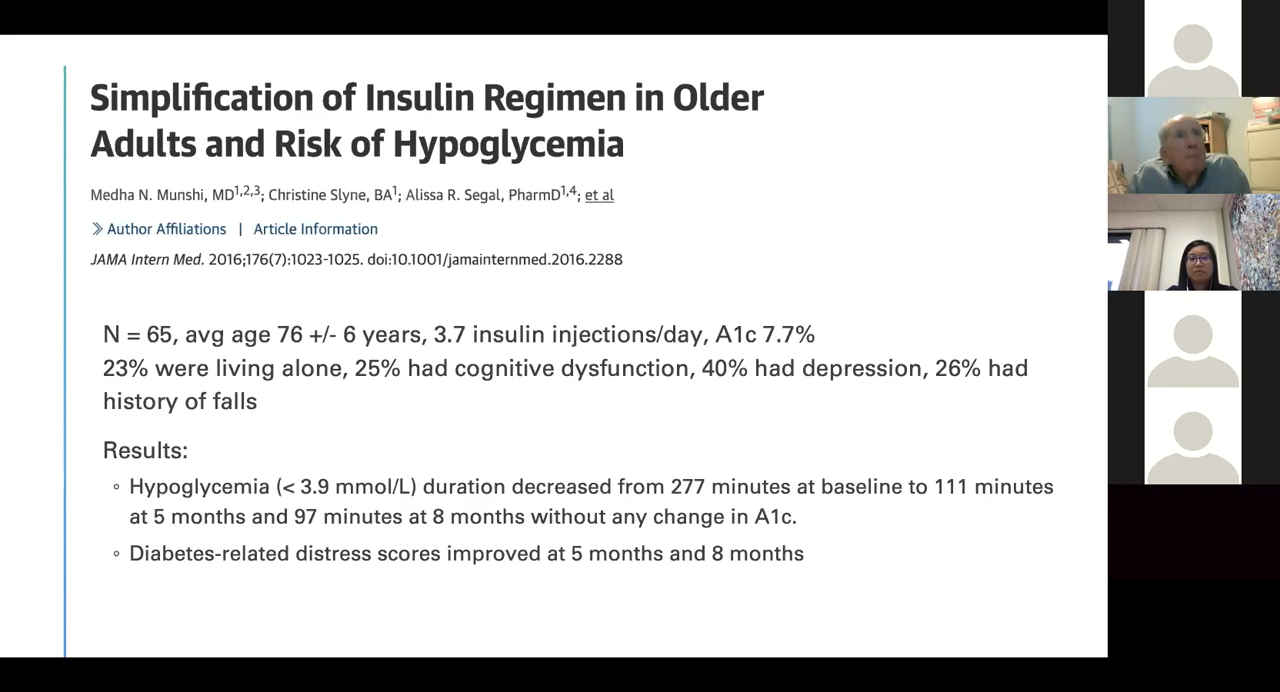 Simplification of Insulin Regimen in Older
Adults and Risk of Hypoglycemia
Medha N. Munshi, MD1,2,3; Christine Slyne, BA1; Alissa R. Segal, PharmD1,4; et al
≫ Author Affiliations | Article Information
JAMA Intern Med. 2016;176(7):1023-1025. doi:10.1001/jamainternmed.2016.2288
N = 65, avg age 76 +/- 6 years, 3.7 insulin injections/day, A1c 7.7%
23% were living alone, 25% had cognitive dysfunction, 40% had depression, 26% had
history of falls
Results:
◦ Hypoglycemia (< 3.9 mmol/L) duration decreased from 277 minutes at baseline to 111 minutes
at 5 months and 97 minutes at 8 months without any change in A1c.
◦ Diabetes-related distress scores improved at 5 months and 8 months